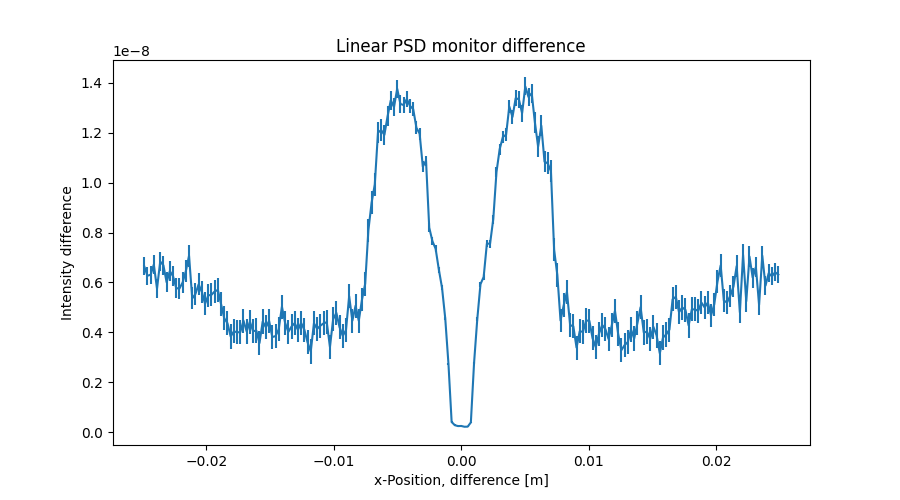 Linear PSD monitor difference
1e−8
1.4
1.2
1.0
0.8
0.6
0.4
0.2
0.0
Intensity difference
−0.02 −0.01 0.00 0.01 0.02
x-Position, difference [m]